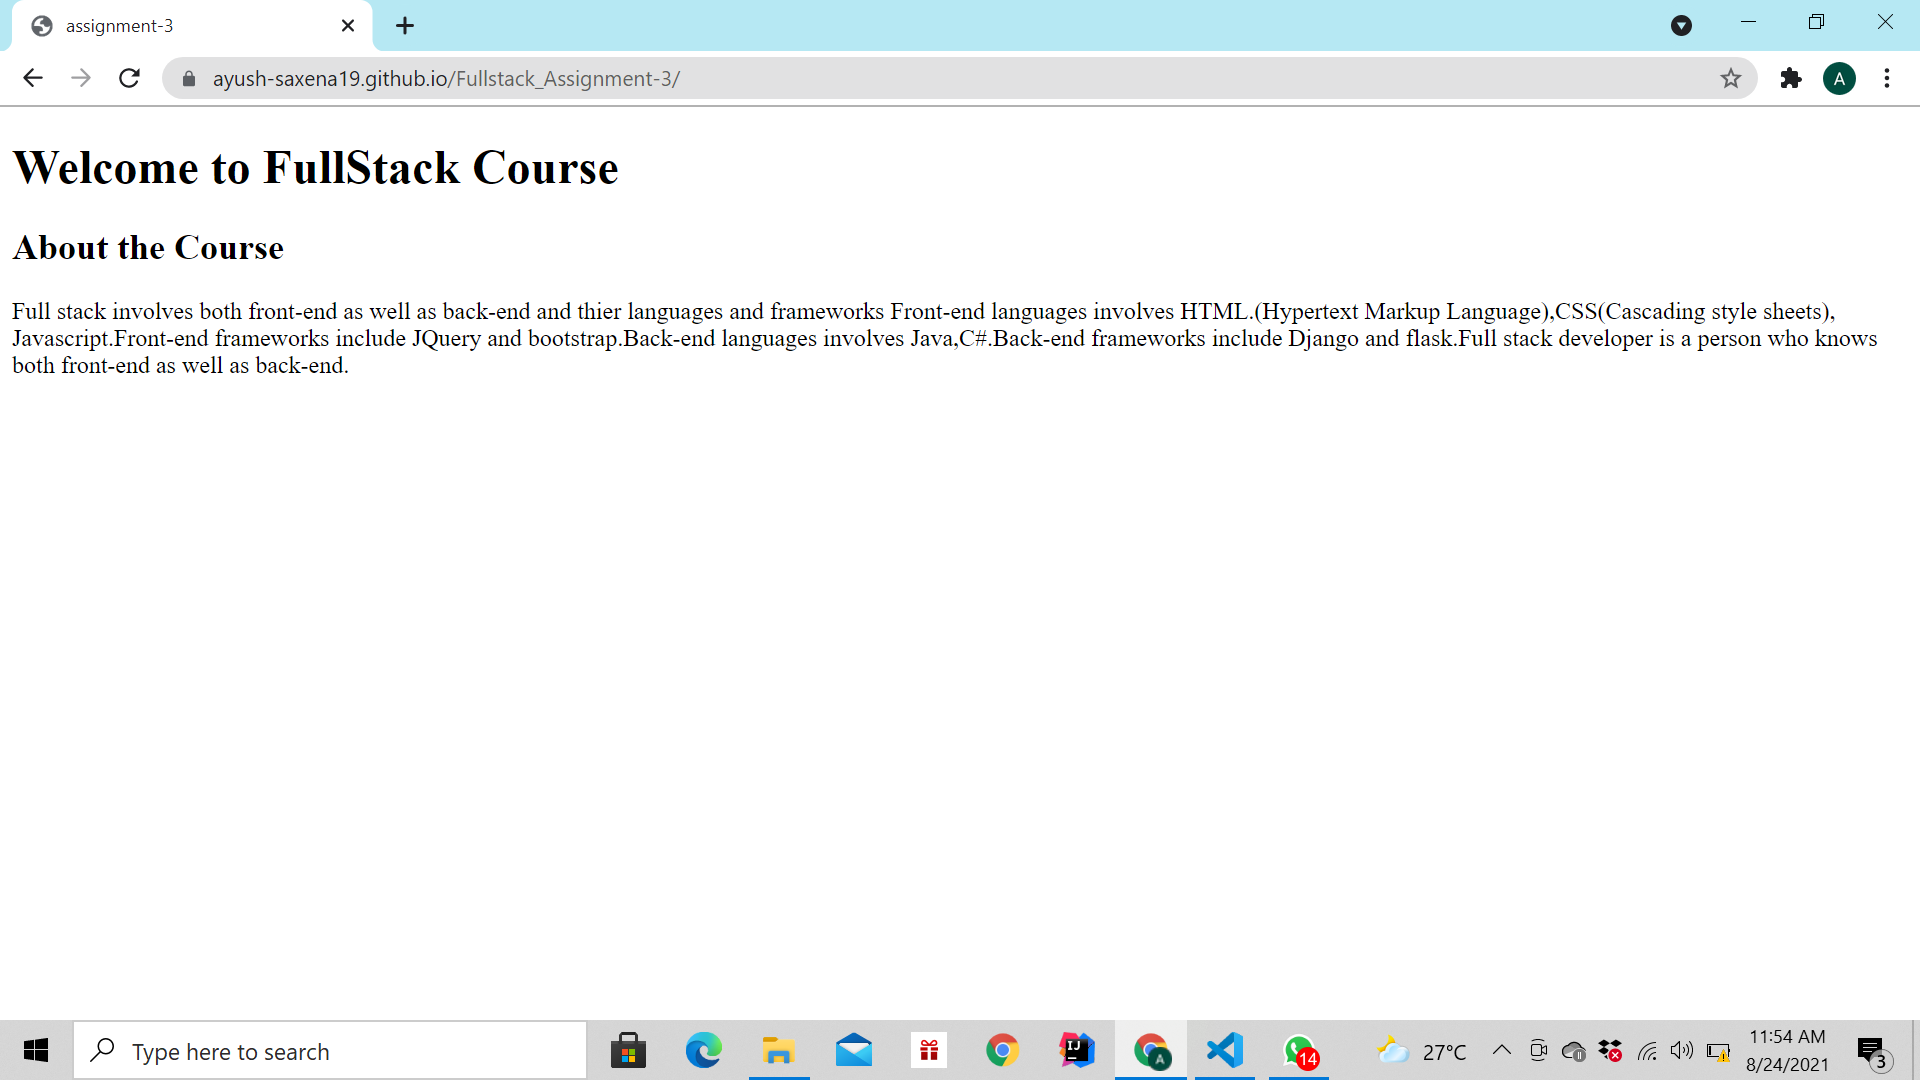 assignment-3
ayush-saxena19.github.io/Fullstack_Assignment-3/
A
Welcome to FullStack Course
About the Course
Full stack involves both front-end as well as back-end and thier languages and frameworks Front-end languages involves HTML.(Hypertext Markup Language),CSS(Cascading style sheets),
Javascript.Front-end frameworks include JQuery and bootstrap.Back-end languages involves Java,C#.Back-end frameworks include Django and flask.Full stack developer is a person who knows
both front-end as well as back-end.
Type here to search
IJ
A
14
27°C
11:54 AM
8/24/2021
3